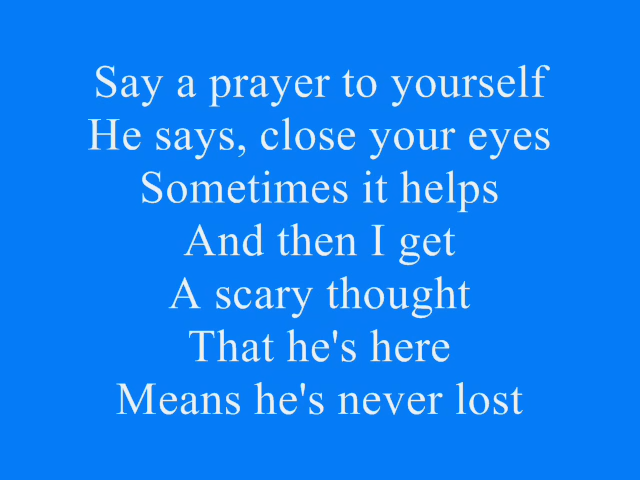 Say a prayer to yourself
He says, close your eyes
Sometimes it helps
And then I get
A scary thought
That he's here
Means he's never lost